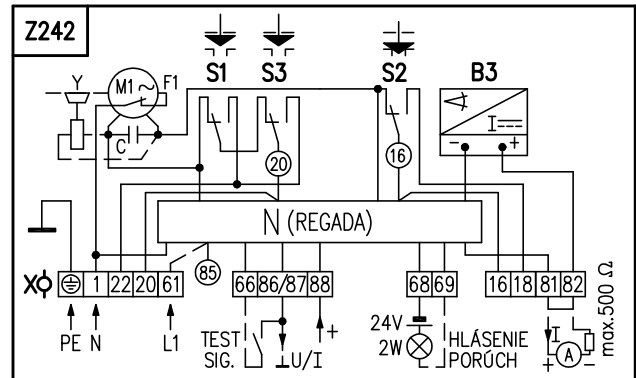 Z242
S1 S3 S2 B3
Y M1 ~ F1
C
I
- +
20 16
N (REGADA)
85
X 1 22 20 61 66 86/87 88 68 69 16 18 81 82
PE N L1
TEST
SIG.
U/I +
24V
2W
HLÁSENIE
PORÚCH
I
A
+ -
max.500 Ω